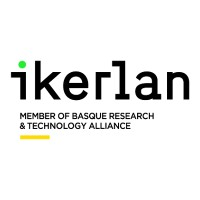 ikerlan
MEMBER OF BASQUE RESEARCH
& TECHNOLOGY ALLIANCE